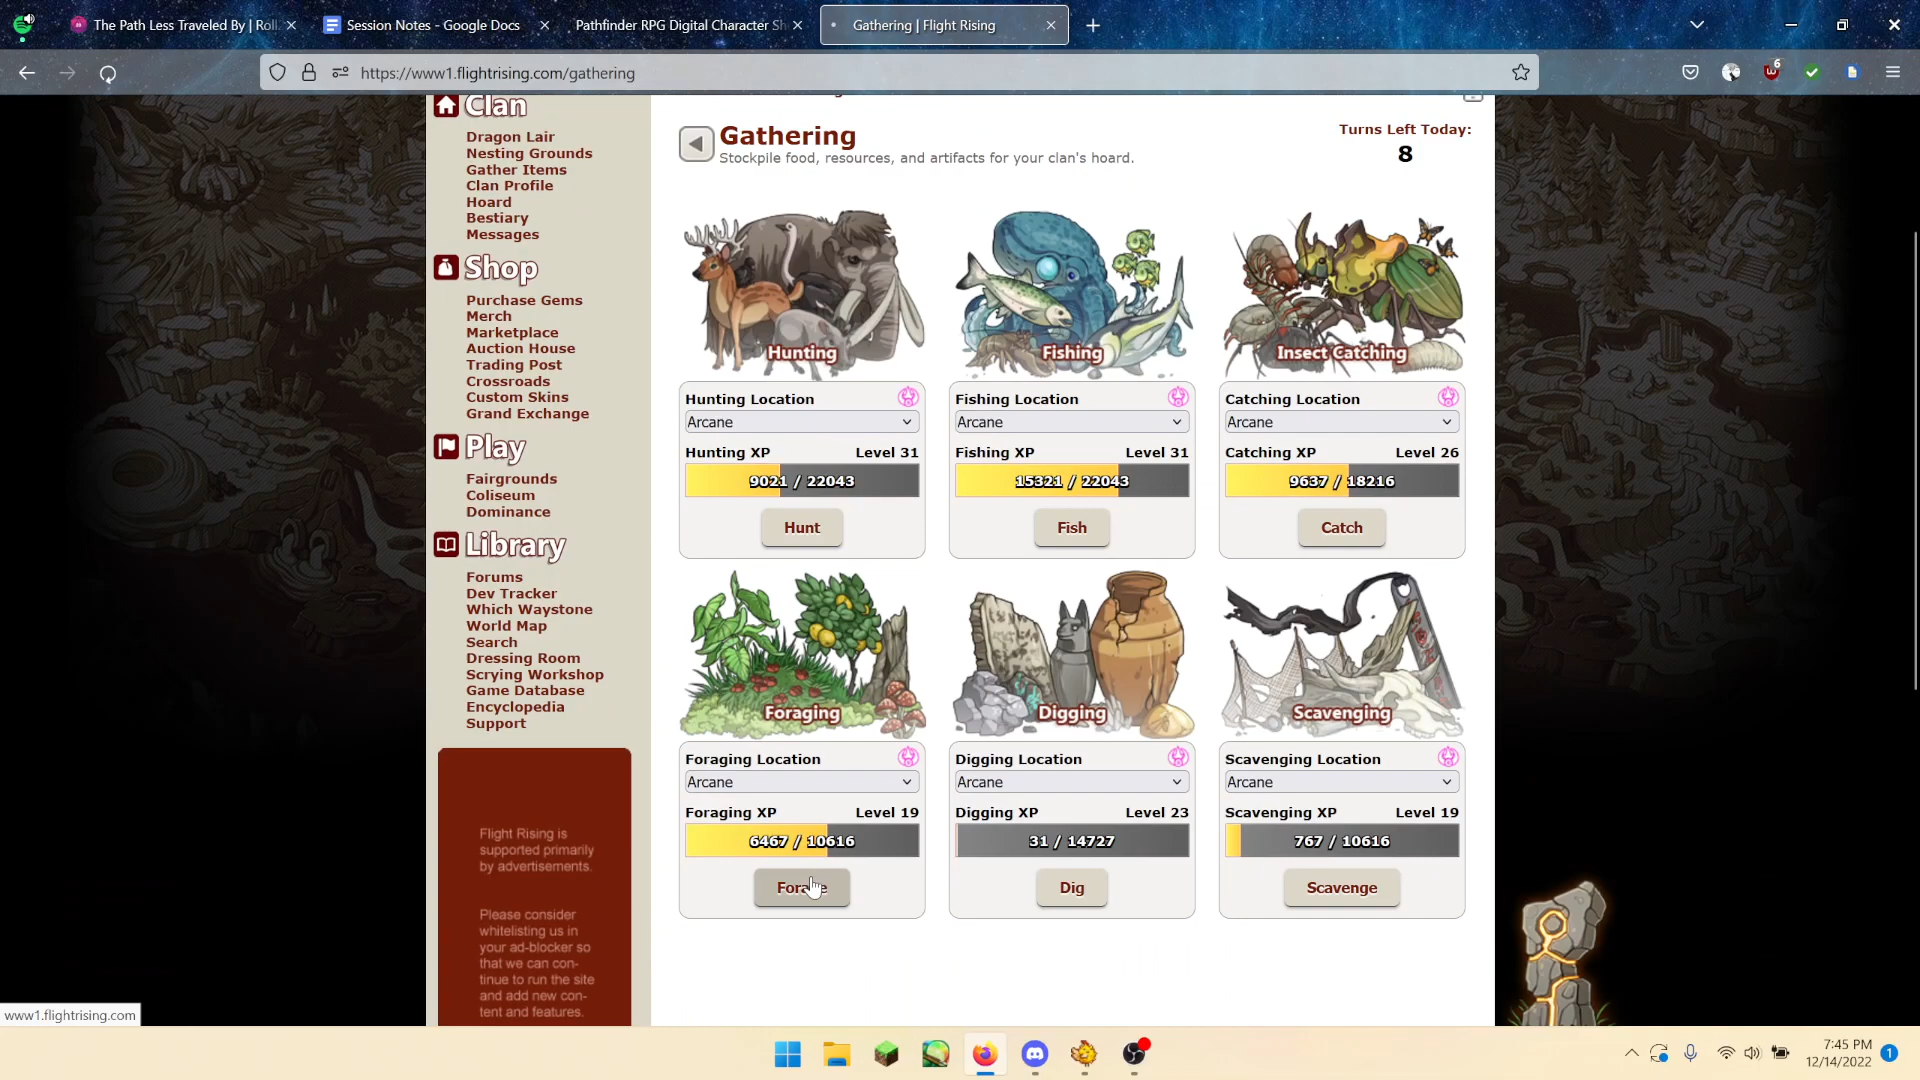 The Path Less Traveled By | Roll
Session Notes - Google Docs
Pathfinder RPG Digital Character Sh
Gathering | Flight Rising
https://www1.flightrising.com/gathering
6
Clan
Dragon Lair
Nesting Grounds
Gather Items
Clan Profile
Hoard
Bestiary
Messages
Shop
Purchase Gems
Merch
Marketplace
Auction House
Trading Post
Crossroads
Custom Skins
Grand Exchange
Play
Fairgrounds
Coliseum
Dominance
Library
Forums
Dev Tracker
Which Waystone
World Map
Search
Dressing Room
Scrying Workshop
Game Database
Encyclopedia
Support
Flight Rising is
supported primarily
by advertisements.
Please consider
whitelisting us in
your ad-blocker so
that we can con-
tinue to run the site
and add new con-
tent and features.
Gathering
Stockpile food, resources, and artifacts for your clan's hoard.
Turns Left Today:
8
Hunting
Fishing
Insect Catching
Hunting Location
Arcane
Hunting XP Level 31
9021 / 22043
Hunt
Fishing Location
Arcane
Fishing XP Level 31
15321 / 22043
Fish
Catching Location
Arcane
Catching XP Level 26
9637 / 18216
Catch
Foraging
Digging
Scavenging
Foraging Location
Arcane
Foraging XP Level 19
6467 / 10616
Forage
Digging Location
Arcane
Digging XP Level 23
31 / 14727
Dig
Scavenging Location
Arcane
Scavenging XP Level 19
767 / 10616
Scavenge
www1.flightrising.com
7:45 PM
12/14/2022
1